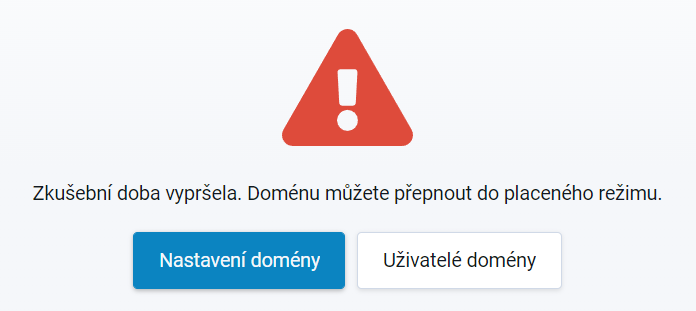 Zkušební doba vypršela. Doménu můžete přepnout do placeného režimu.
Nastavení domény
Uživatelé domény